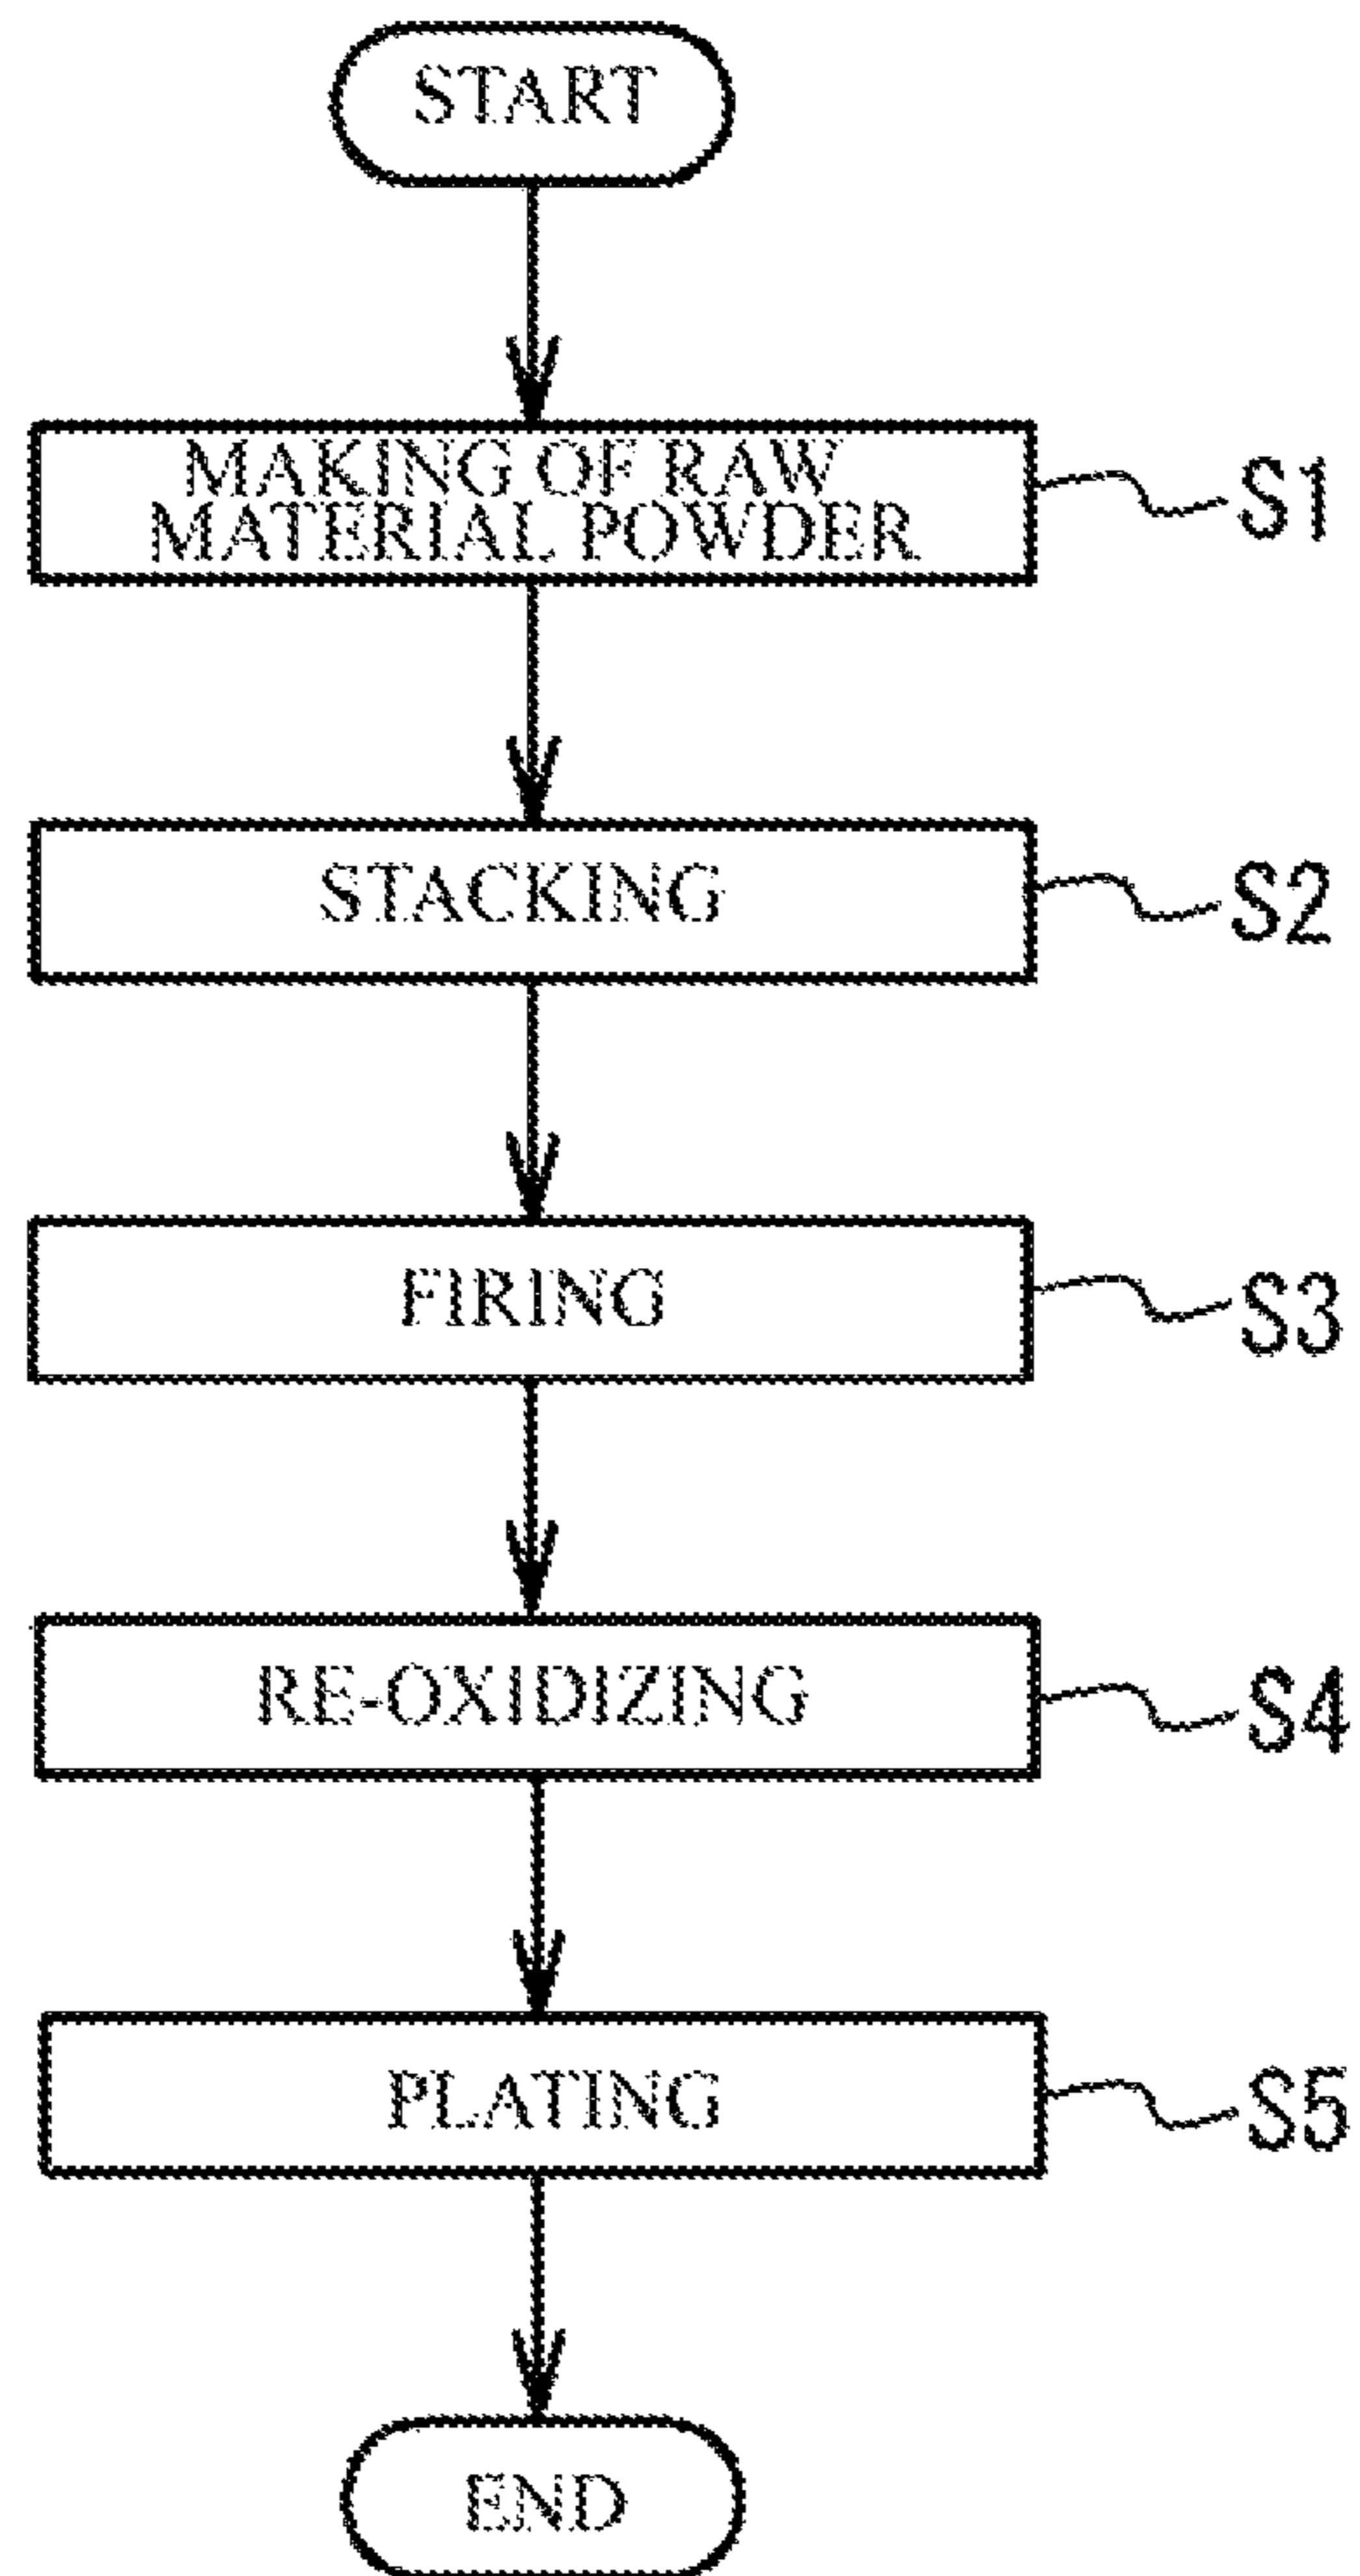 START
MAKING OF RAW
MATERIAL POWDER
S1
STACKING
S2
FIRING
S3
RE-OXIDIZING
S4
PLATING
S5
END